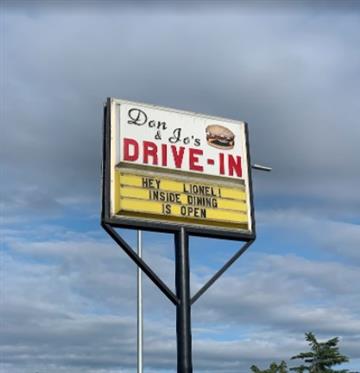 Don
& Jo's
DRIVE-IN
HEY LIONEL!
INSIDE DINING
IS OPEN